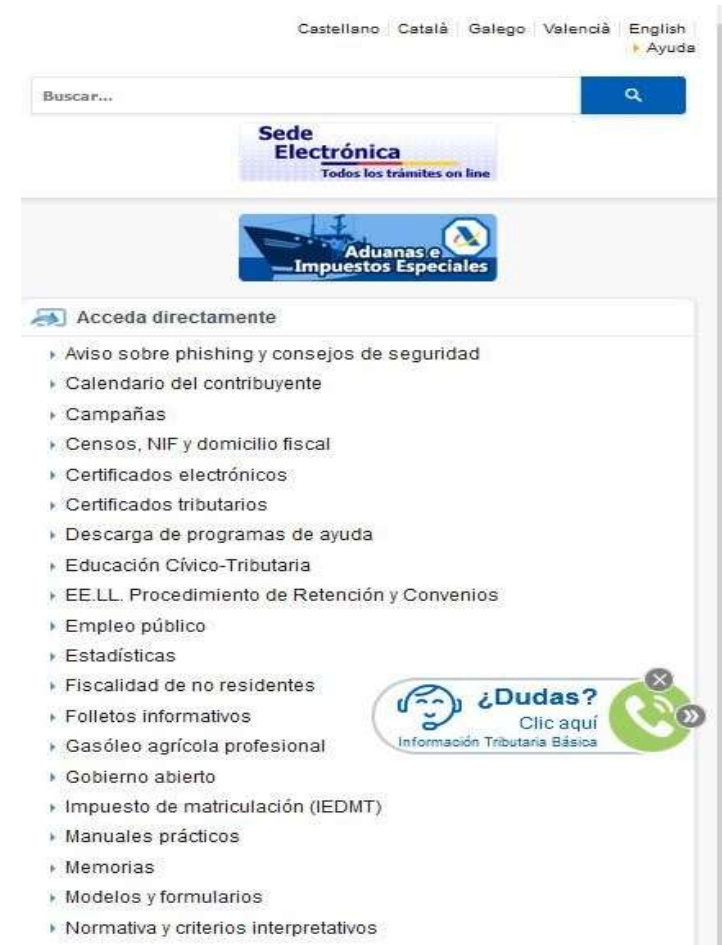 Castellano Català Galego Valencià English
Ayuda
Buscar...
Sede
Electrónica
Todos los trámites on line
Aduanas e
Impuestos Especiales
Acceda directamente
Aviso sobre phishing y consejos de seguridad
Calendario del contribuyente
Campañas
Censos, NIF y domicilio fiscal
Certificados electrónicos
Certificados tributarios
Descarga de programas de ayuda
Educación Cívico-Tributaria
EE.LL. Procedimiento de Retención y Convenios
Empleo público
Estadísticas
Fiscalidad de no residentes
Folletos informativos
Gasóleo agrícola profesional
Gobierno abierto
Impuesto de matriculación (IEDMT)
Manuales prácticos
Memorias
Modelos y formularios
Normativa y criterios interpretativos
¿Dudas?
Clic aquí
Información Tributaria Básica